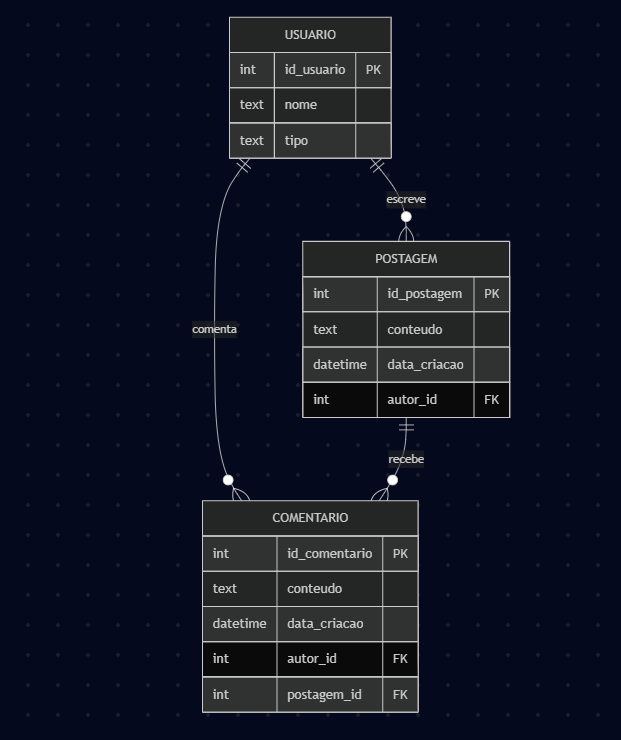 USUARIO
int id_usuario PK
text nome
text tipo
escreve
POSTAGEM
int id_postagem PK
text conteudo
datetime data_criacao
int autor_id FK
comenta
recebe
COMENTARIO
int id_comentario PK
text conteudo
datetime data_criacao
int autor_id FK
int postagem_id FK